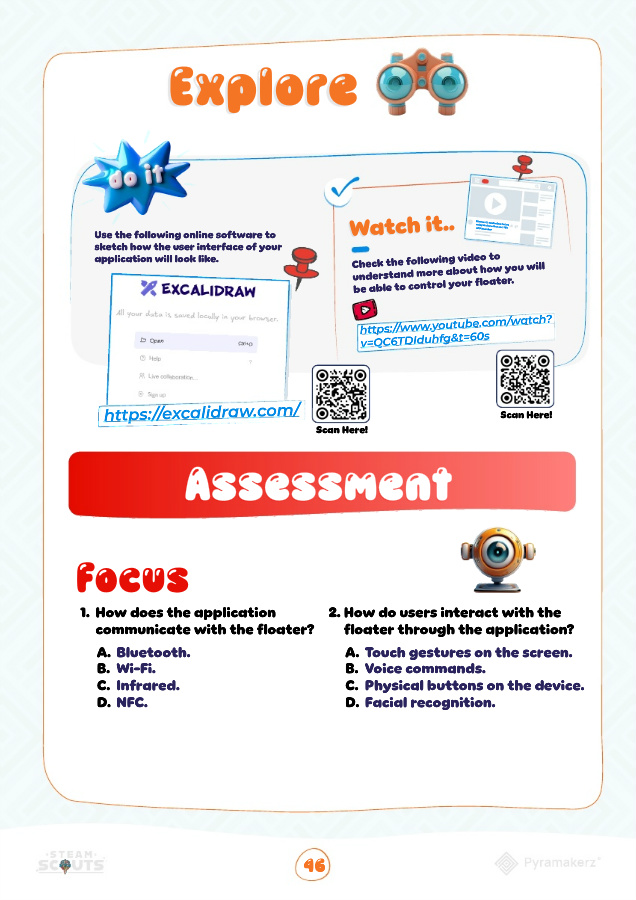 Explore
do it
Use the following online software to
sketch how the user interface of your
application will look like.
EXCALIDRAW
All your data is saved locally in your browser.
Open
Help
Live collaboration...
Sign up
https://excalidraw.com/
Scan Here!
Watch it..
Check the following video to
understand more about how you will
be able to control your floater.
https://www.youtube.com/watch?
v=QC6TDIduhfg&t=60s
Scan Here!
Assessment
Focus
1. How does the application
communicate with the floater?
A. Bluetooth.
B. Wi-Fi.
C. Infrared.
D. NFC.
2. How do users interact with the
floater through the application?
A. Touch gestures on the screen.
B. Voice commands.
C. Physical buttons on the device.
D. Facial recognition.
STEAM
SCOUTS
46
Pyramakerz